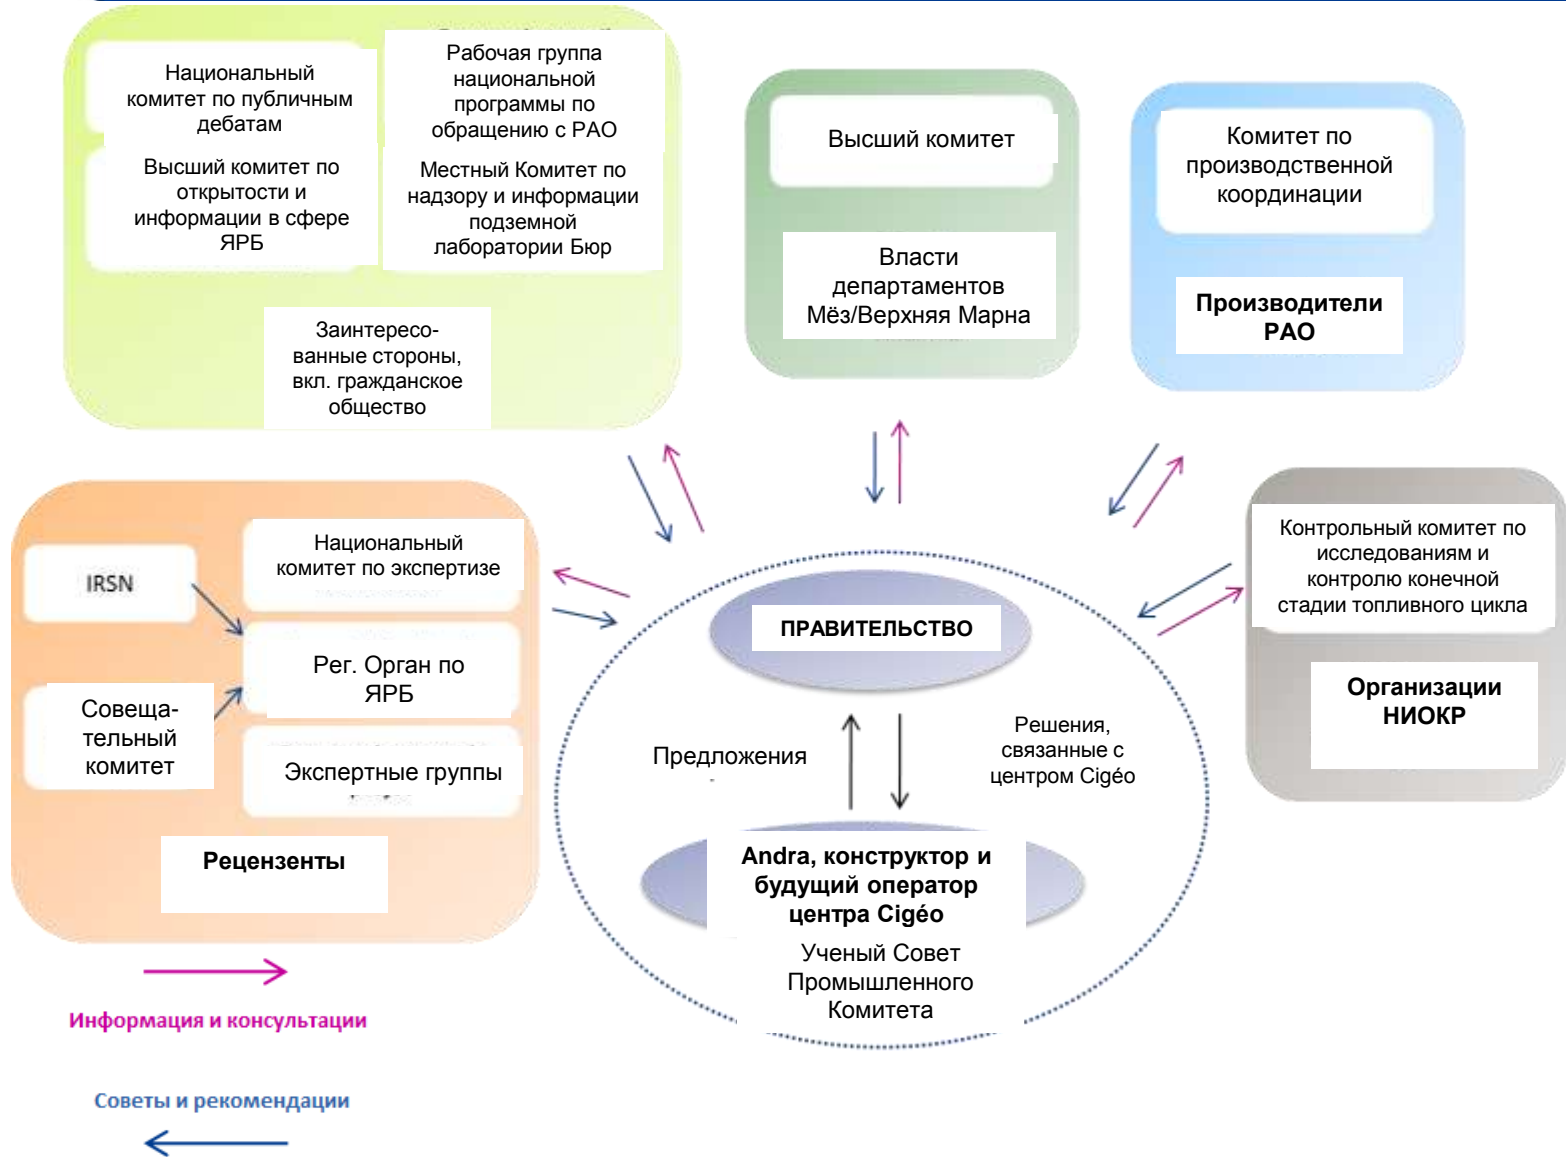 Национальный
комитет по публичным
дебатам
Рабочая группа
национальной
программы по
обращению с РАО
Высший комитет по
открытости и
информации в сфере
ЯРБ
Местный Комитет по
надзору и информации
подземной
лаборатории Бюр
Заинтересо-
ванные стороны,
вкл. гражданское
общество
Высший комитет
Власти
департаментов
Мёз/Верхняя Марна
Комитет по
производственной
координации
Производители
РАО
IRSN
Совеща-
тельный
комитет
Национальный
комитет по экспертизе
Рег. Орган по
ЯРБ
Экспертные группы
Рецензенты
ПРАВИТЕЛЬСТВО
Предложения
Решения,
связанные с
центром Cigéo
Andra, конструктор и
будущий оператор
центра Cigéo
Ученый Совет
Промышленного
Комитета
Контрольный комитет по
исследованиям и
контролю конечной
стадии топливного цикла
Организации
НИОКР
Информация и консультации
Советы и рекомендации